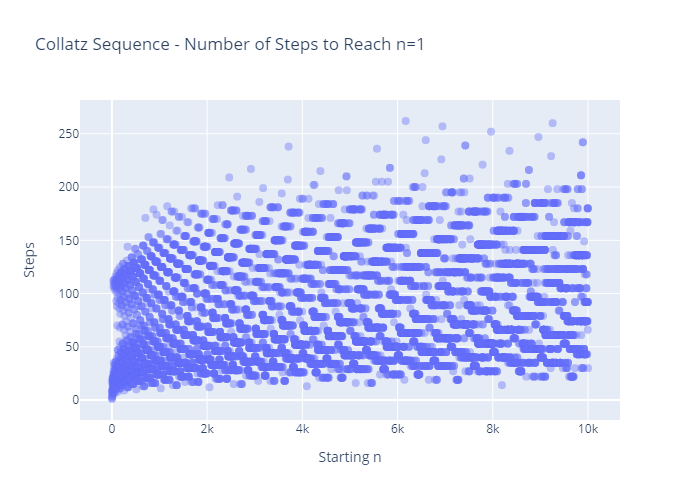 Collatz Sequence - Number of Steps to Reach n=1
250
200
150
100
50
0
Steps
0 2k 4k 6k 8k 10k
Starting n